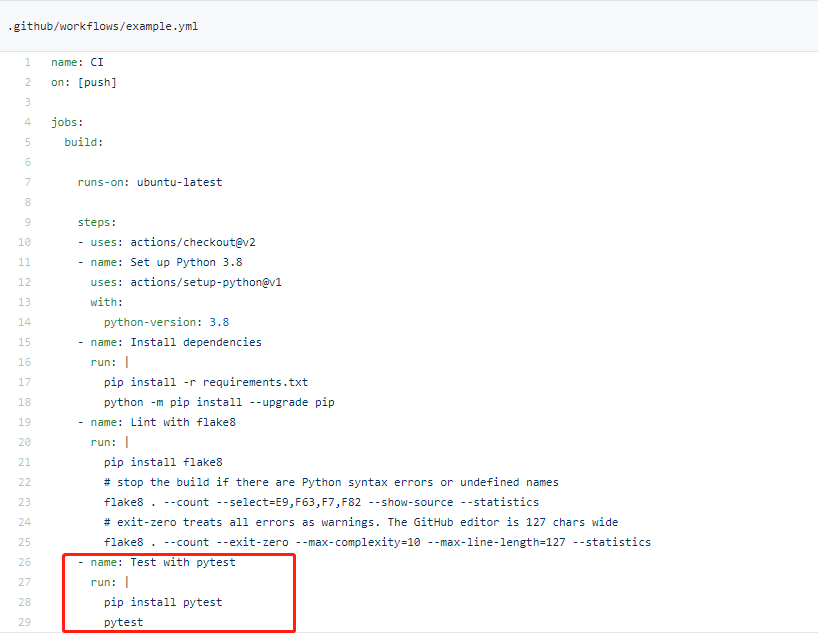 .github/workflows/example.yml
1 name: CI
2 on: [push]
3
4 jobs:
5   build:
6
7     runs-on: ubuntu-latest
8
9     steps:
10     - uses: actions/checkout@v2
11     - name: Set up Python 3.8
12       uses: actions/setup-python@v1
13       with:
14         python-version: 3.8
15     - name: Install dependencies
16       run: |
17         pip install -r requirements.txt
18         python -m pip install --upgrade pip
19     - name: Lint with flake8
20       run: |
21         pip install flake8
22         # stop the build if there are Python syntax errors or undefined names
23         flake8 . --count --select=E9,F63,F7,F82 --show-source --statistics
24         # exit-zero treats all errors as warnings. The GitHub editor is 127 chars wide
25         flake8 . --count --exit-zero --max-complexity=10 --max-line-length=127 --statistics
26     - name: Test with pytest
27       run: |
28         pip install pytest
29         pytest